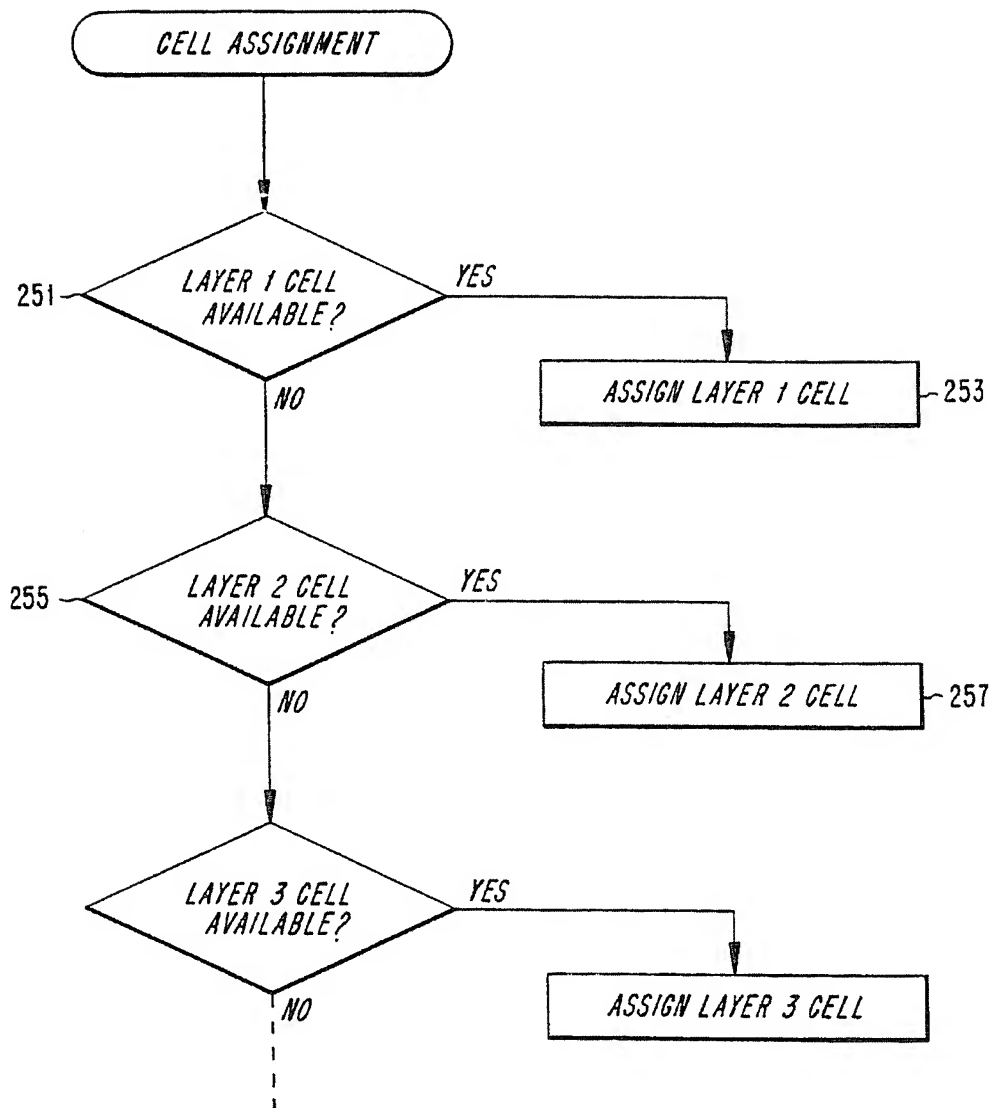 CELL ASSIGNMENT
LAYER 1 CELL
AVAILABLE?
251
YES
ASSIGN LAYER 1 CELL
253
NO
LAYER 2 CELL
AVAILABLE?
255
YES
ASSIGN LAYER 2 CELL
257
NO
LAYER 3 CELL
AVAILABLE?
YES
ASSIGN LAYER 3 CELL
NO